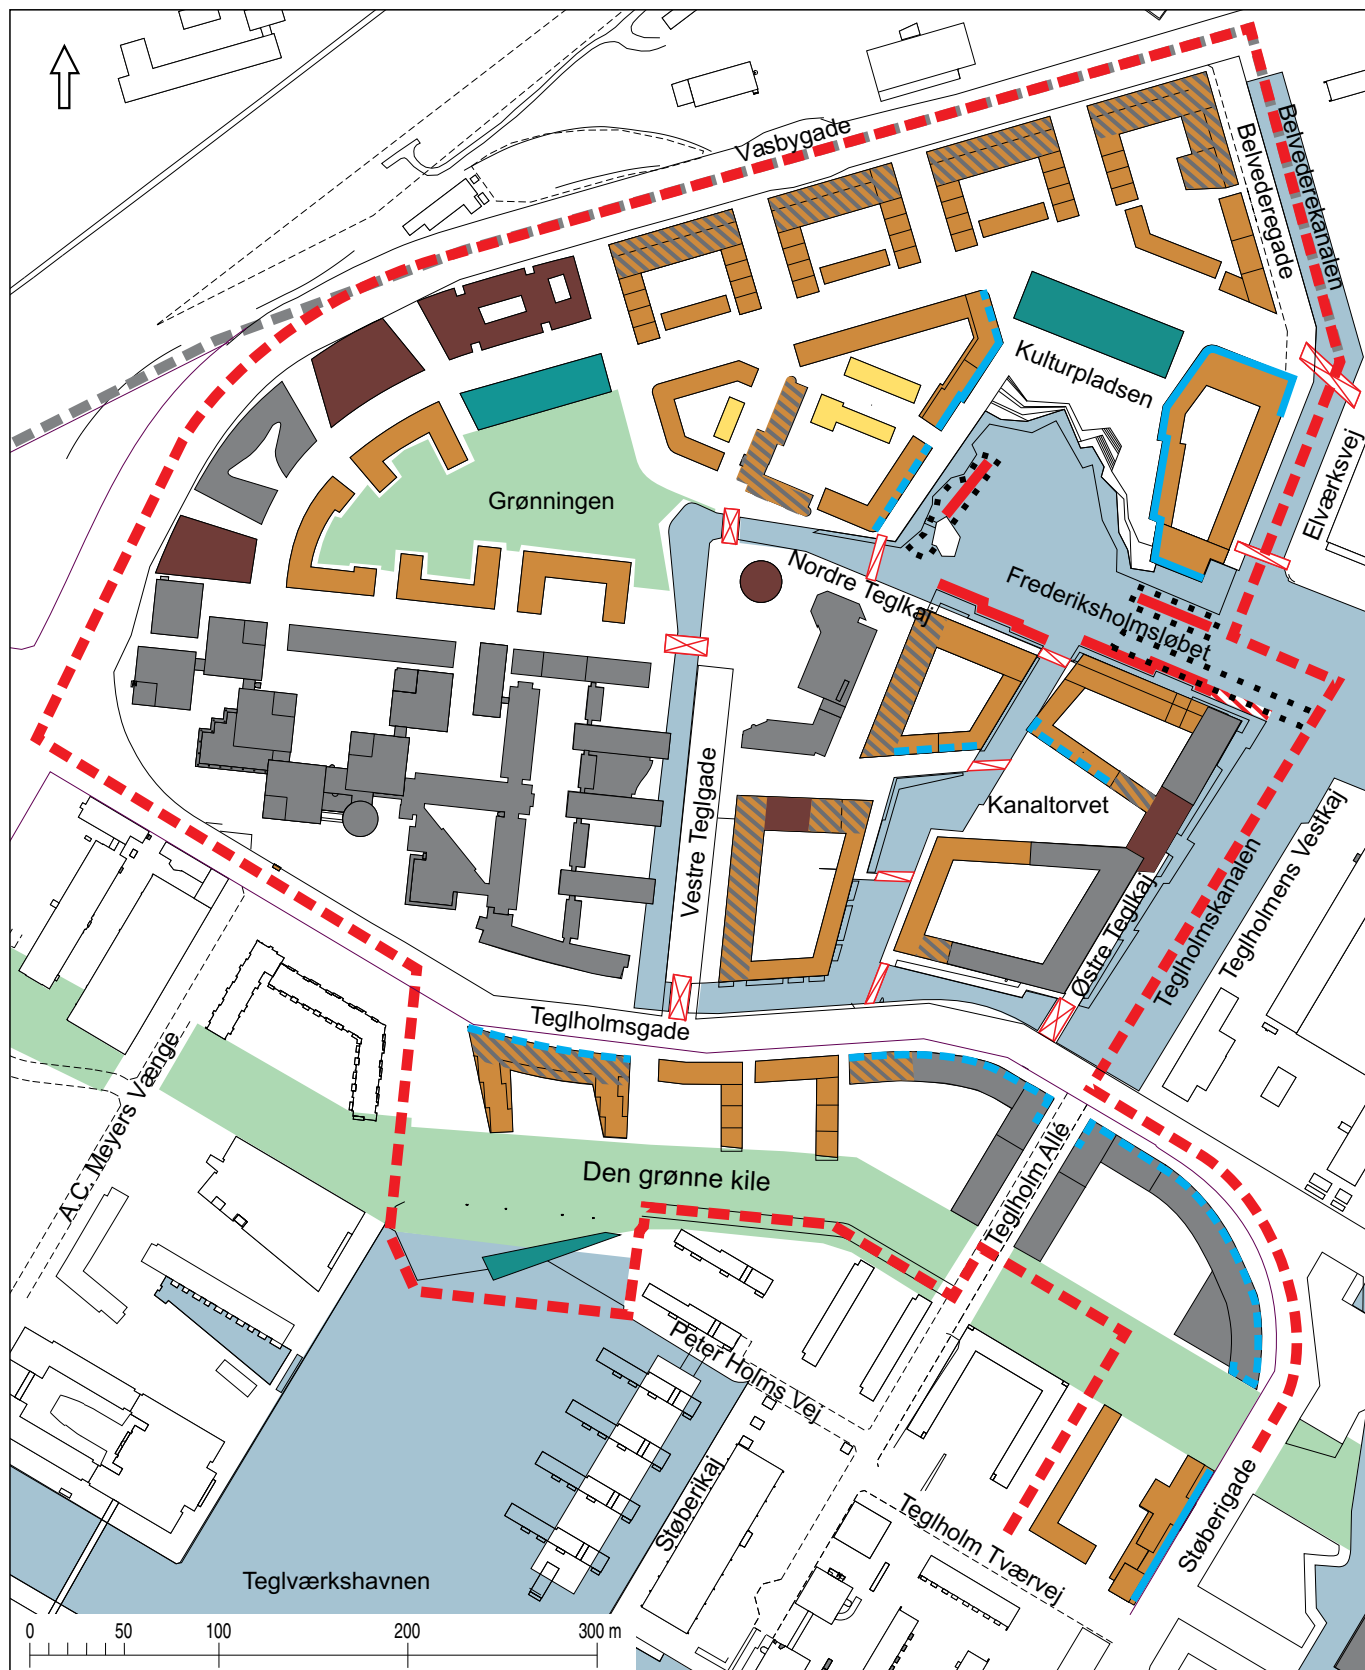 Vasbygade
Belvederegade
Belvederekanalen
Kulturpladsen
Elværksvej
Grønningen
Nordre Teglkaj
Frederiksholmsløbet
Vestre Teglgade
Kanaltorvet
Østre Teglkaj
Teglholmskanalen
Teglholmens Vestkaj
Teglholmsgade
A.C. Meyers Vænge
Den grønne kile
Teglholm Allé
Peter Holms Vej
Støberikaj
Teglholm Tværvej
Støberigade
Teglværkshavnen
0 50 100 200 300 m